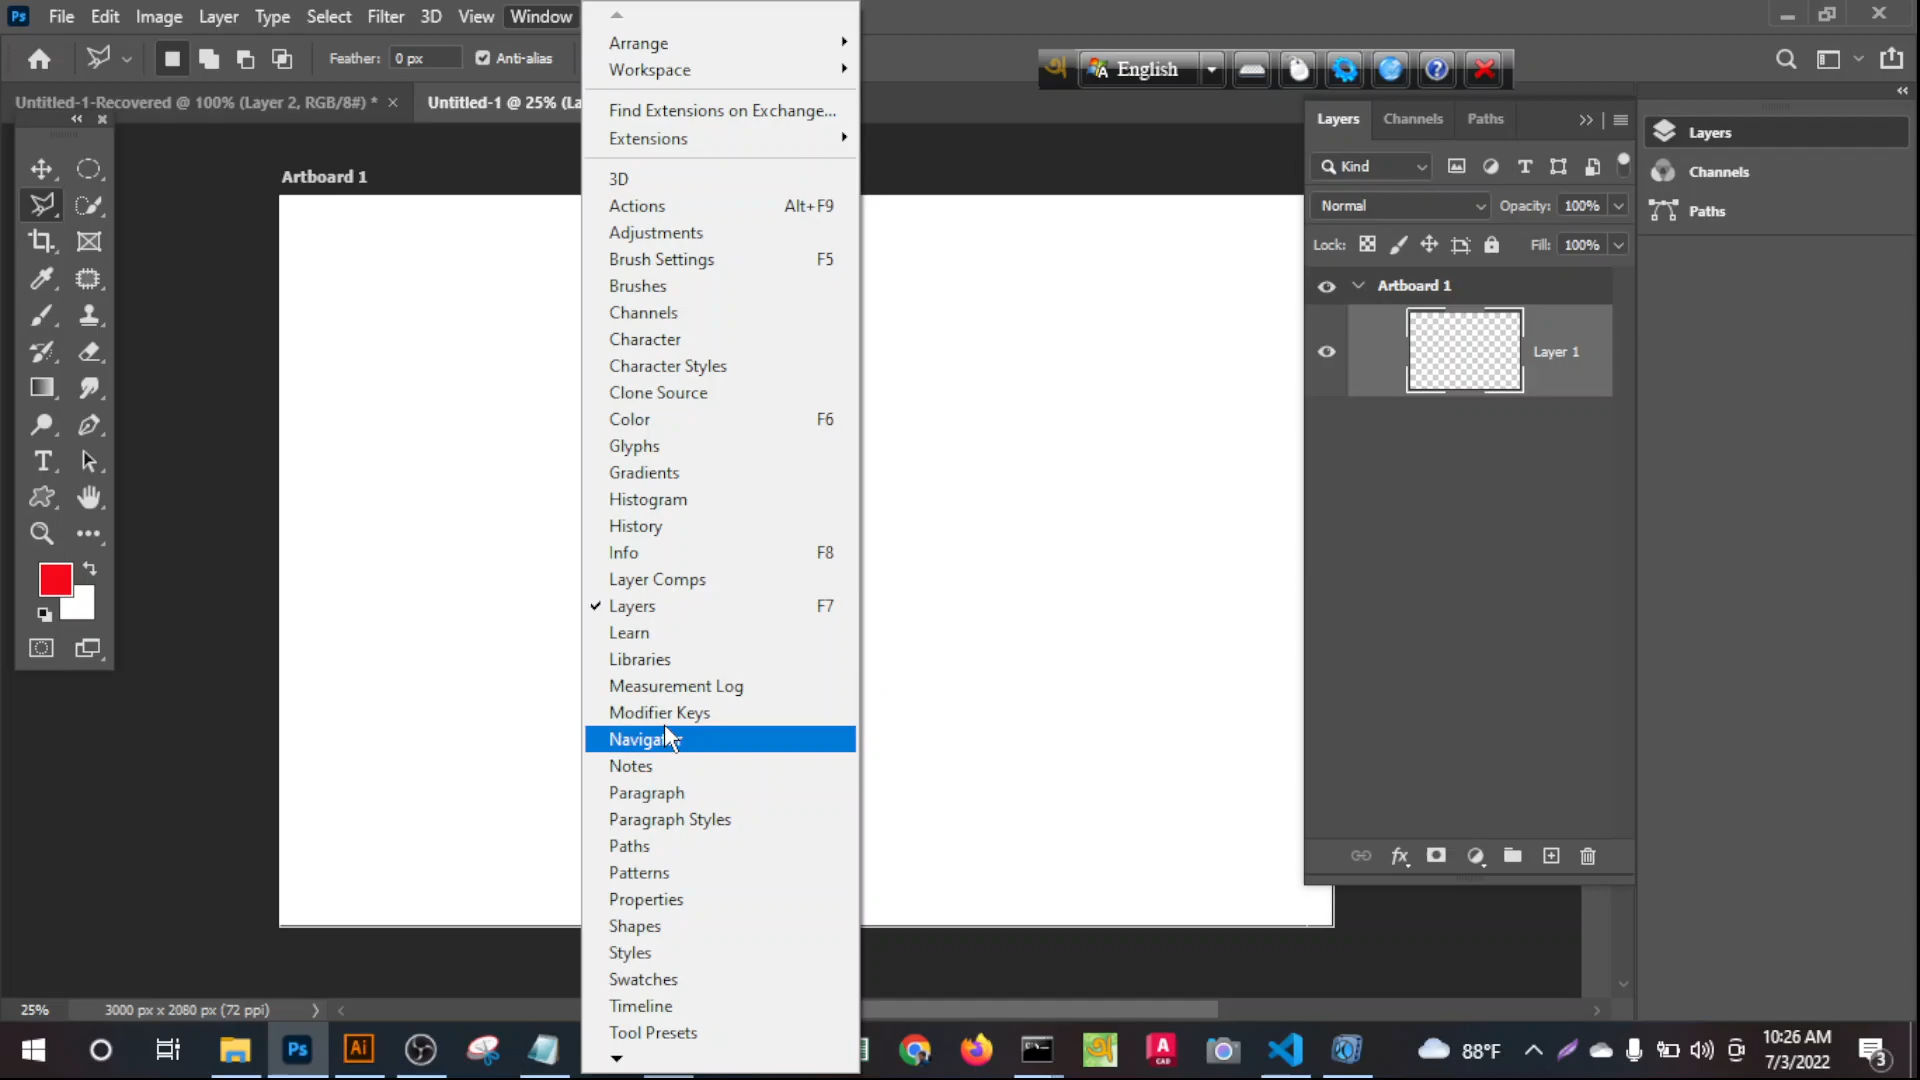 Ps File Edit Image Layer Type Select Filter 3D View Window
Feather: 0 px Anti-alias
অ English
Untitled-1-Recovered @ 100% (Layer 2, RGB/8#) * × Untitled-1 @ 25% (La
Artboard 1
Arrange
Workspace
Find Extensions on Exchange...
Extensions
3D
Actions Alt+F9
Adjustments
Brush Settings F5
Brushes
Channels
Character
Character Styles
Clone Source
Color F6
Glyphs
Gradients
Histogram
History
Info F8
Layer Comps
Layers F7
Learn
Libraries
Measurement Log
Modifier Keys
Navigator
Notes
Paragraph
Paragraph Styles
Paths
Patterns
Properties
Shapes
Styles
Swatches
Timeline
Tool Presets
Layers Channels Paths
Kind
Normal Opacity: 100%
Lock: Fill: 100%
Artboard 1
Layer 1
fx
Layers
Channels
Paths
25% 3000 px x 2080 px (72 ppi)
Ps Ai অ A CAD 88°F 10:26 AM
7/3/2022
3